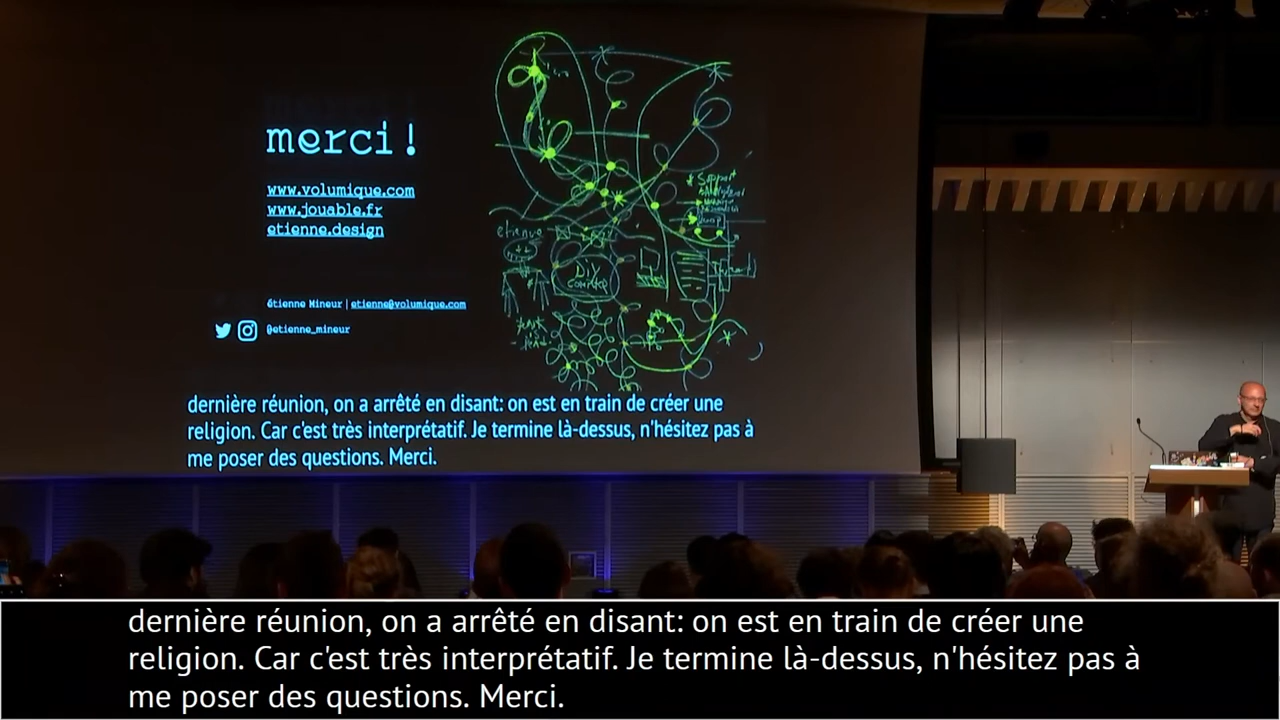 merci!
www.volumique.com
www.jouable.fr
etienne.design
étienne Mineur | etienne@volumique.com
@etienne_mineur
etienne
DiY
dernière réunion, on a arrêté en disant: on est en train de créer une
religion. Car c'est très interprétatif. Je termine là-dessus, n'hésitez pas à
me poser des questions. Merci.
dernière réunion, on a arrêté en disant: on est en train de créer une
religion. Car c'est très interprétatif. Je termine là-dessus, n'hésitez pas à
me poser des questions. Merci.